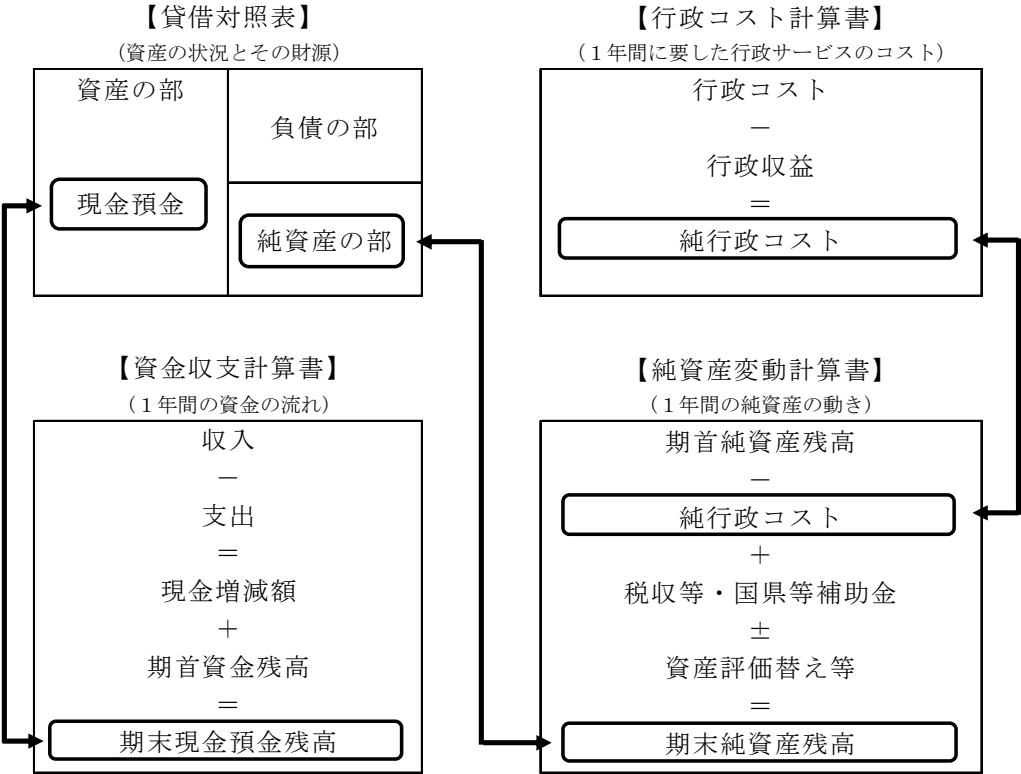 【貸借対照表】
（資産の状況とその財源）
資産の部
現金預金
負債の部
純資産の部
【行政コスト計算書】
（１年間に要した行政サービスのコスト）
行政コスト
－
行政収益
＝
純行政コスト
【資金収支計算書】
（１年間の資金の流れ）
収入
－
支出
＝
現金増減額
＋
期首資金残高
＝
期末現金預金残高
【純資産変動計算書】
（１年間の純資産の動き）
期首純資産残高
－
純行政コスト
＋
税収等・国県等補助金
±
資産評価替え等
＝
期末純資産残高